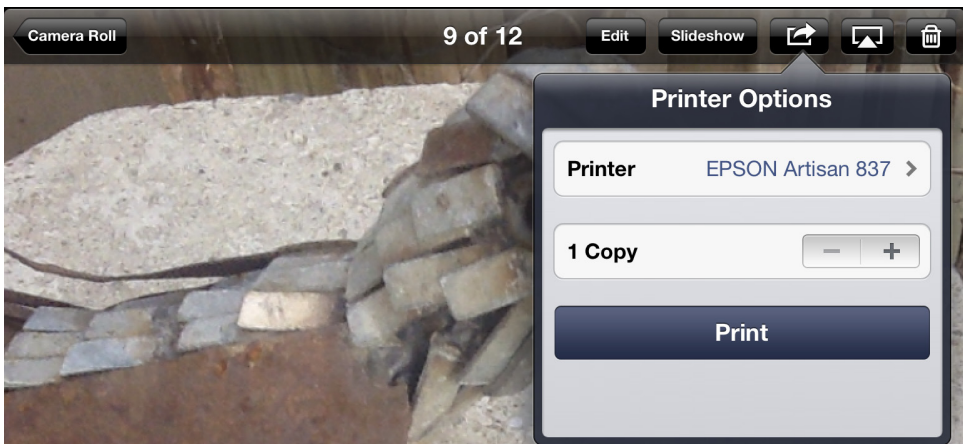 Camera Roll
9 of 12
Edit
Slideshow
Printer Options
Printer
EPSON Artisan 837
1 Copy
Print